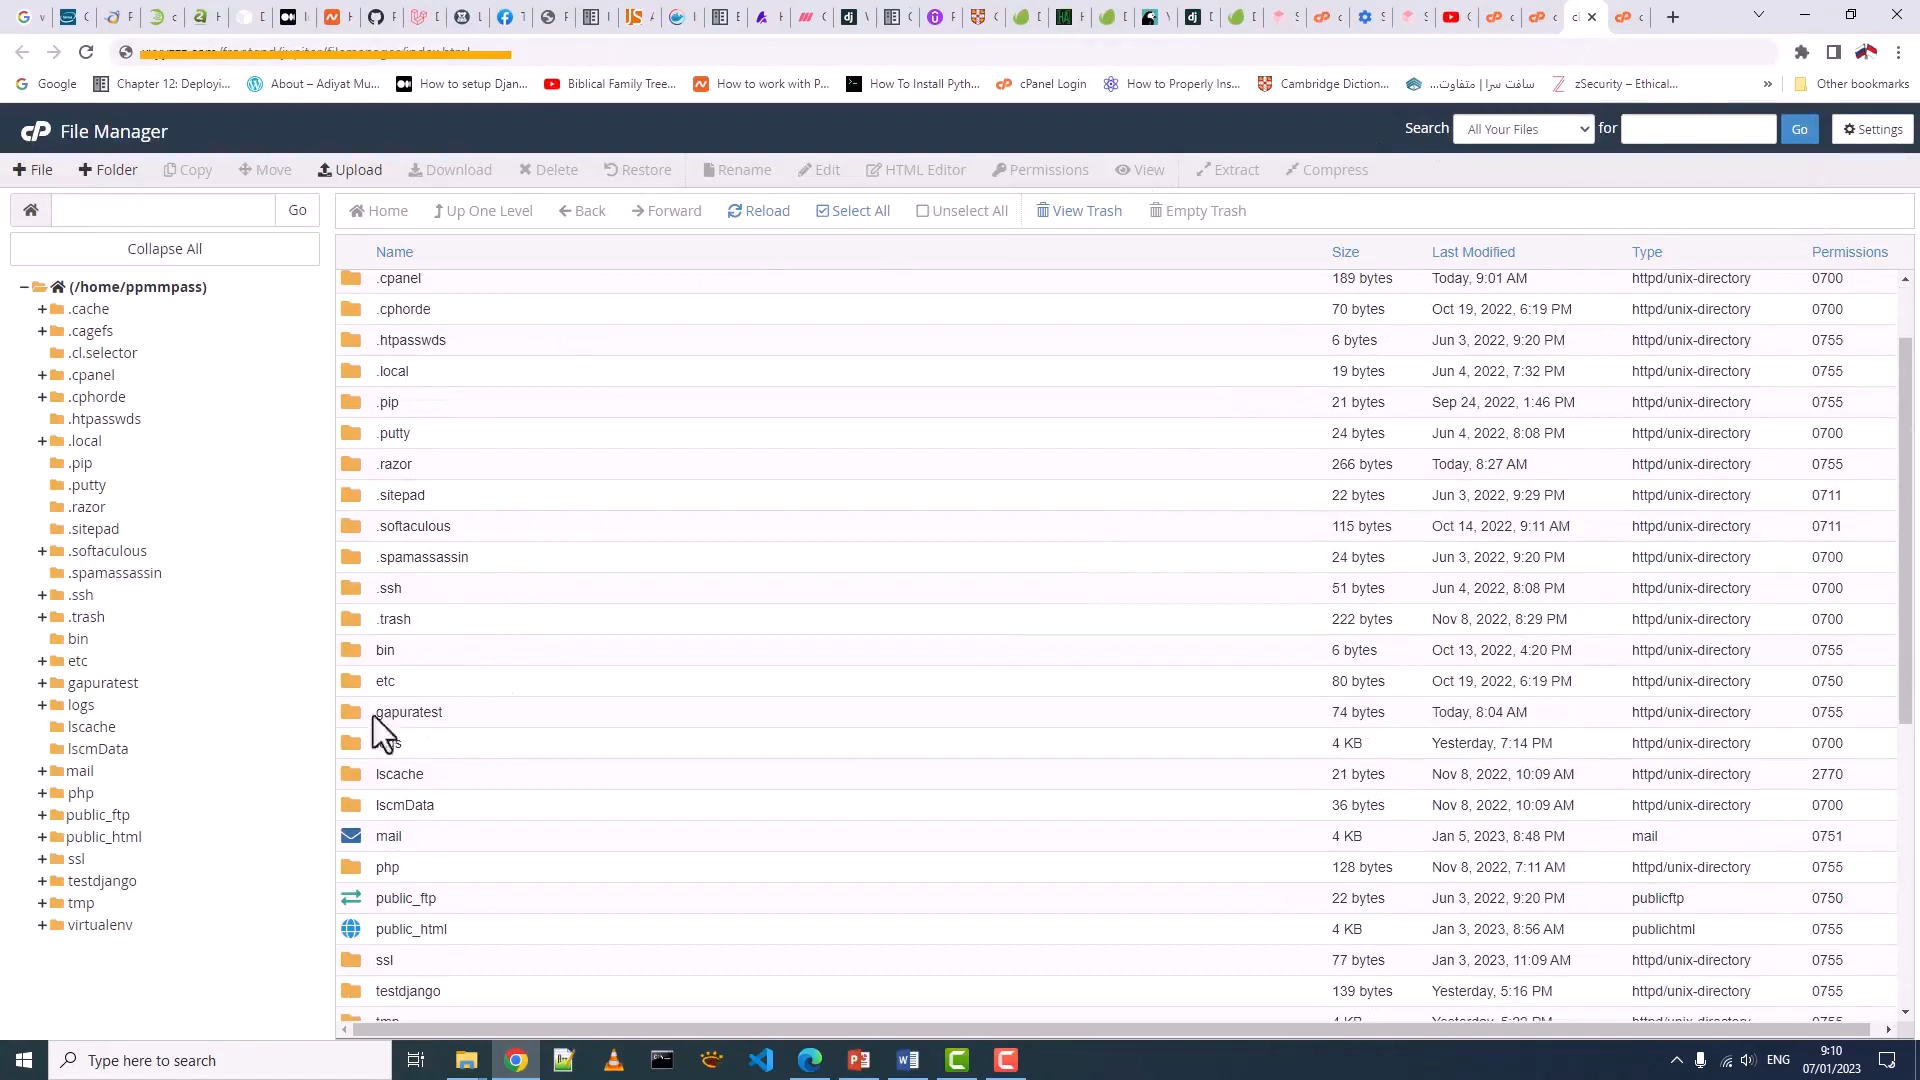 Google
Chapter 12: Deployi...
About – Adiyat Mu...
How to setup Djan...
Biblical Family Tree...
How to work with P...
How To Install Pyth...
cPanel Login
How to Properly Ins...
Cambridge Dictio...
سافت سرا | متفاوت...
zSecurity – Ethical...
»
Other bookmarks
cP File Manager
Search All Your Files for Go Settings
File Folder Copy Move Upload Download Delete Restore Rename Edit HTML Editor Permissions View Extract Compress
Go
Home Up One Level Back Forward Reload Select All Unselect All View Trash Empty Trash
Collapse All
(/home/ppmmpass)
.cache
.cagefs
.cl.selector
.cpanel
.cphorde
.htpasswds
.local
.pip
.putty
.razor
.sitepad
.softaculous
.spamassassin
.ssh
.trash
bin
etc
gapuratest
logs
lscache
lscmData
mail
php
public_ftp
public_html
ssl
testdjango
tmp
virtualenv
Name Size Last Modified Type Permissions
.cpanel 189 bytes Today, 9:01 AM httpd/unix-directory 0700
.cphorde 70 bytes Oct 19, 2022, 6:19 PM httpd/unix-directory 0700
.htpasswds 6 bytes Jun 3, 2022, 9:20 PM httpd/unix-directory 0755
.local 19 bytes Jun 4, 2022, 7:32 PM httpd/unix-directory 0755
.pip 21 bytes Sep 24, 2022, 1:46 PM httpd/unix-directory 0755
.putty 24 bytes Jun 4, 2022, 8:08 PM httpd/unix-directory 0700
.razor 266 bytes Today, 8:27 AM httpd/unix-directory 0755
.sitepad 22 bytes Jun 3, 2022, 9:29 PM httpd/unix-directory 0711
.softaculous 115 bytes Oct 14, 2022, 9:11 AM httpd/unix-directory 0711
.spamassassin 24 bytes Jun 3, 2022, 9:20 PM httpd/unix-directory 0700
.ssh 51 bytes Jun 4, 2022, 8:08 PM httpd/unix-directory 0700
.trash 222 bytes Nov 8, 2022, 8:29 PM httpd/unix-directory 0700
bin 6 bytes Oct 13, 2022, 4:20 PM httpd/unix-directory 0755
etc 80 bytes Oct 19, 2022, 6:19 PM httpd/unix-directory 0750
gapuratest 74 bytes Today, 8:04 AM httpd/unix-directory 0755
4 KB Yesterday, 7:14 PM httpd/unix-directory 0700
lscache 21 bytes Nov 8, 2022, 10:09 AM httpd/unix-directory 2770
lscmData 36 bytes Nov 8, 2022, 10:09 AM httpd/unix-directory 0700
mail 4 KB Jan 5, 2023, 8:48 PM mail 0751
php 128 bytes Nov 8, 2022, 7:11 AM httpd/unix-directory 0755
public_ftp 22 bytes Jun 3, 2022, 9:20 PM publicftp 0750
public_html 4 KB Jan 3, 2023, 8:56 AM publichtml 0755
ssl 77 bytes Jan 3, 2023, 11:09 AM httpd/unix-directory 0755
testdjango 139 bytes Yesterday, 5:16 PM httpd/unix-directory 0755
Type here to search
ENG
9:10
07/01/2023